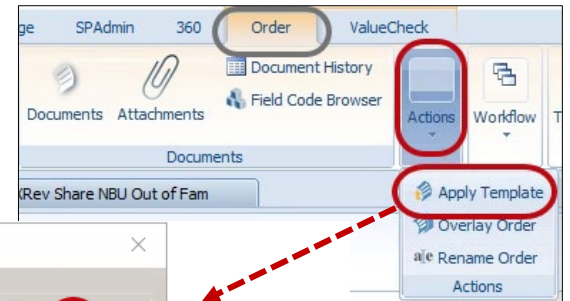 ge SPAdmin 360 Order ValueCheck
Document History
Field Code Browser
Documents Attachments
Actions Workflow T
Documents
(Rev Share NBU Out of Fam
Apply Template
Overlay Order
a|e Rename Order
Actions